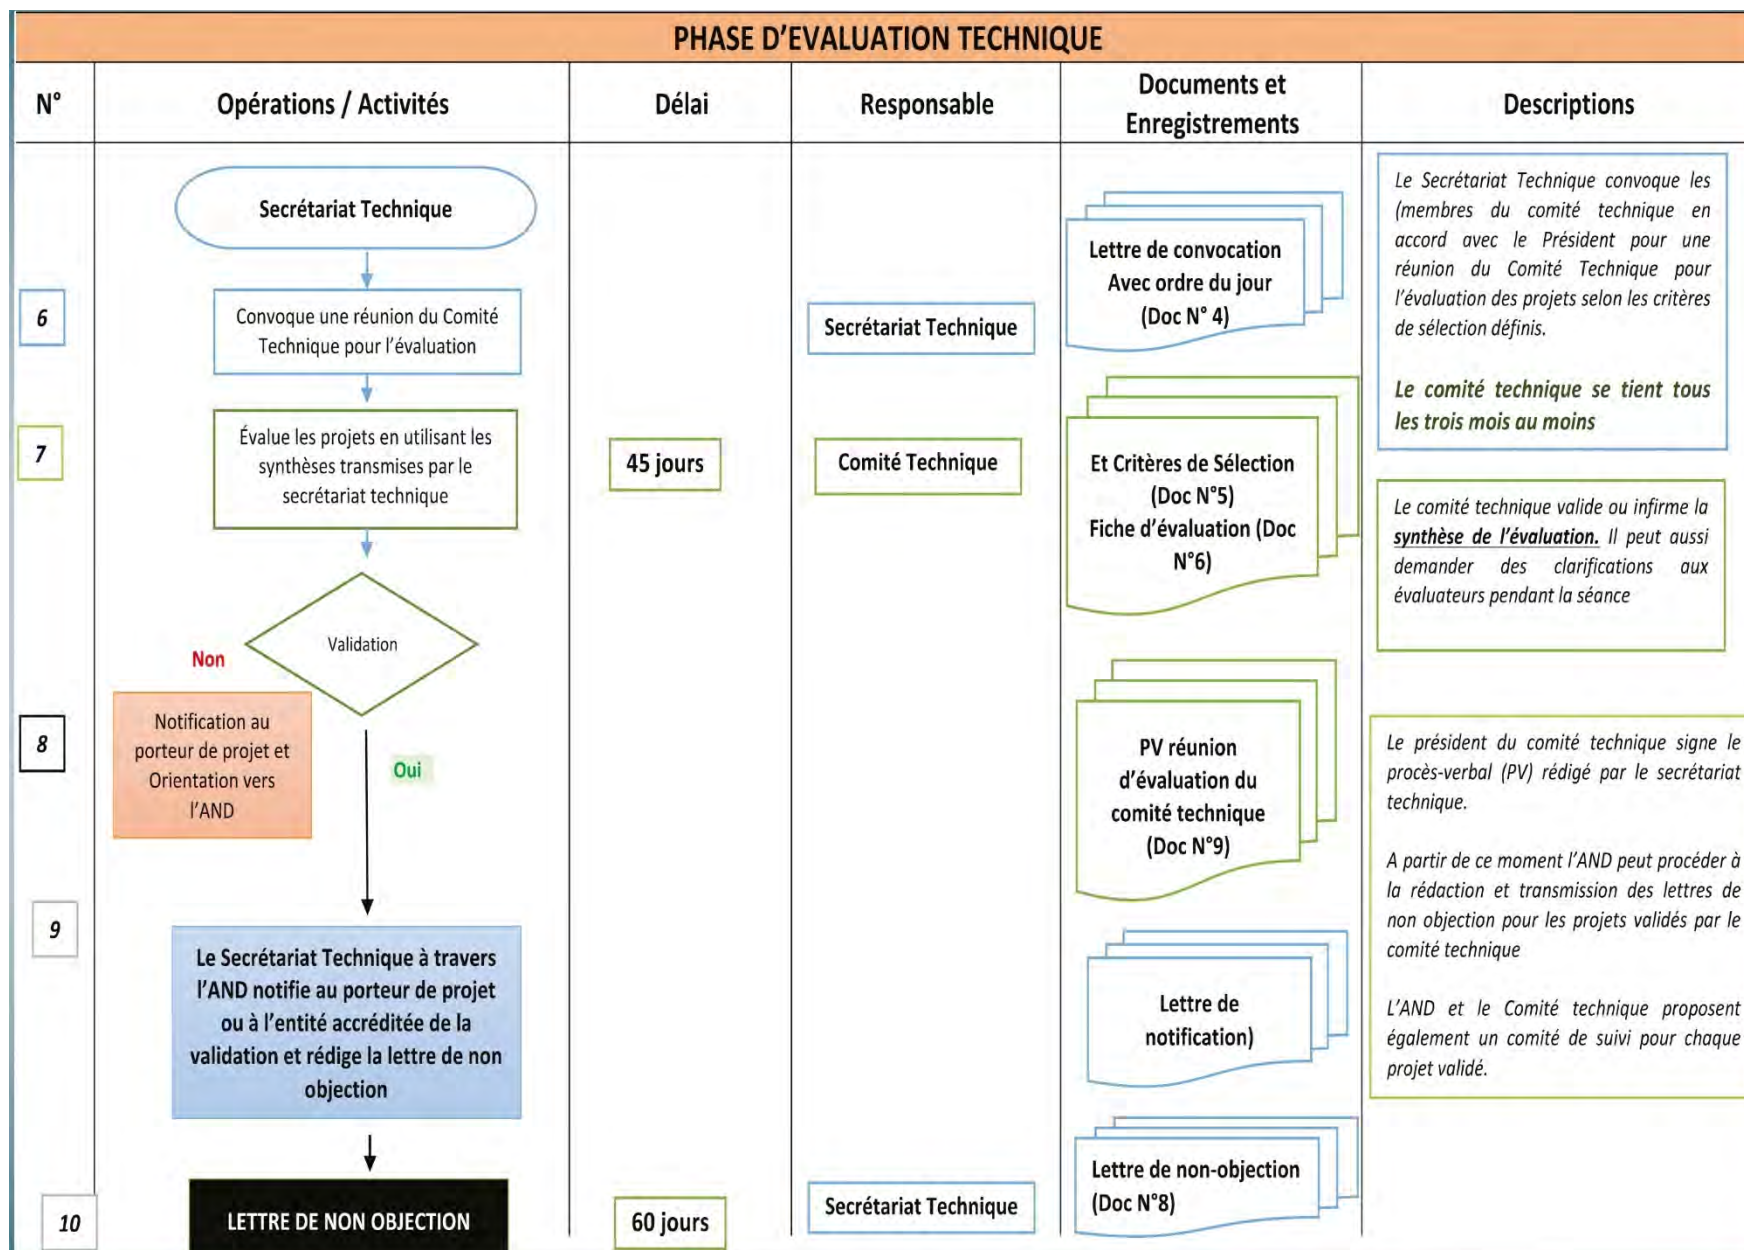 PHASE D’EVALUATION TECHNIQUE
N°
Opérations / Activités
Délai
Responsable
Documents et
Enregistrements
Descriptions
Secrétariat Technique
6
Convoque une réunion du Comité
Technique pour l’évaluation
Secrétariat Technique
Lettre de convocation
Avec ordre du jour
(Doc N° 4)
Le Secrétariat Technique convoque les
(membres du comité technique en
accord avec le Président pour une
réunion du Comité Technique pour
l’évaluation des projets selon les critères
de sélection définis.
Le comité technique se tient tous
les trois mois au moins
7
Évalue les projets en utilisant les
synthèses transmises par le
secrétariat technique
45 jours
Comité Technique
Et Critères de Sélection
(Doc N°5)
Fiche d’évaluation (Doc
N°6)
Le comité technique valide ou infirme la
synthèse de l’évaluation. Il peut aussi
demander des clarifications aux
évaluateurs pendant la séance
Validation
Non
Oui
8
Notification au
porteur de projet et
Orientation vers
l’AND
PV réunion
d’évaluation du
comité technique
(Doc N°9)
Le président du comité technique signe le
procès-verbal (PV) rédigé par le secrétariat
technique.
A partir de ce moment l’AND peut procéder à
la rédaction et transmission des lettres de
non objection pour les projets validés par le
comité technique
L’AND et le Comité technique proposent
également un comité de suivi pour chaque
projet validé.
9
Le Secrétariat Technique à travers
l’AND notifie au porteur de projet
ou à l’entité accréditée de la
validation et rédige la lettre de non
objection
Lettre de
notification)
10
LETTRE DE NON OBJECTION
60 jours
Secrétariat Technique
Lettre de non-objection
(Doc N°8)